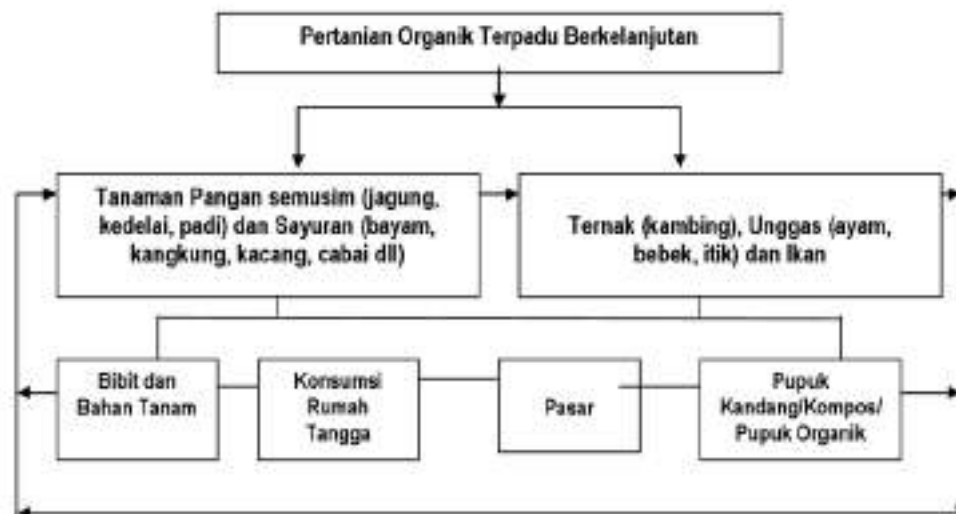 Pertanian Organik Terpadu Berkelanjutan
Tanaman Pangan semusim (jagung,
kedelai, padi) dan Sayuran (bayam,
kangkung, kacang, cabai dll)
Ternak (kambing), Unggas (ayam,
bebek, itik) dan Ikan
Bibit dan
Bahan Tanam
Konsumsi
Rumah
Tangga
Pasar
Pupuk
Kandang/Kompos/
Pupuk Organik